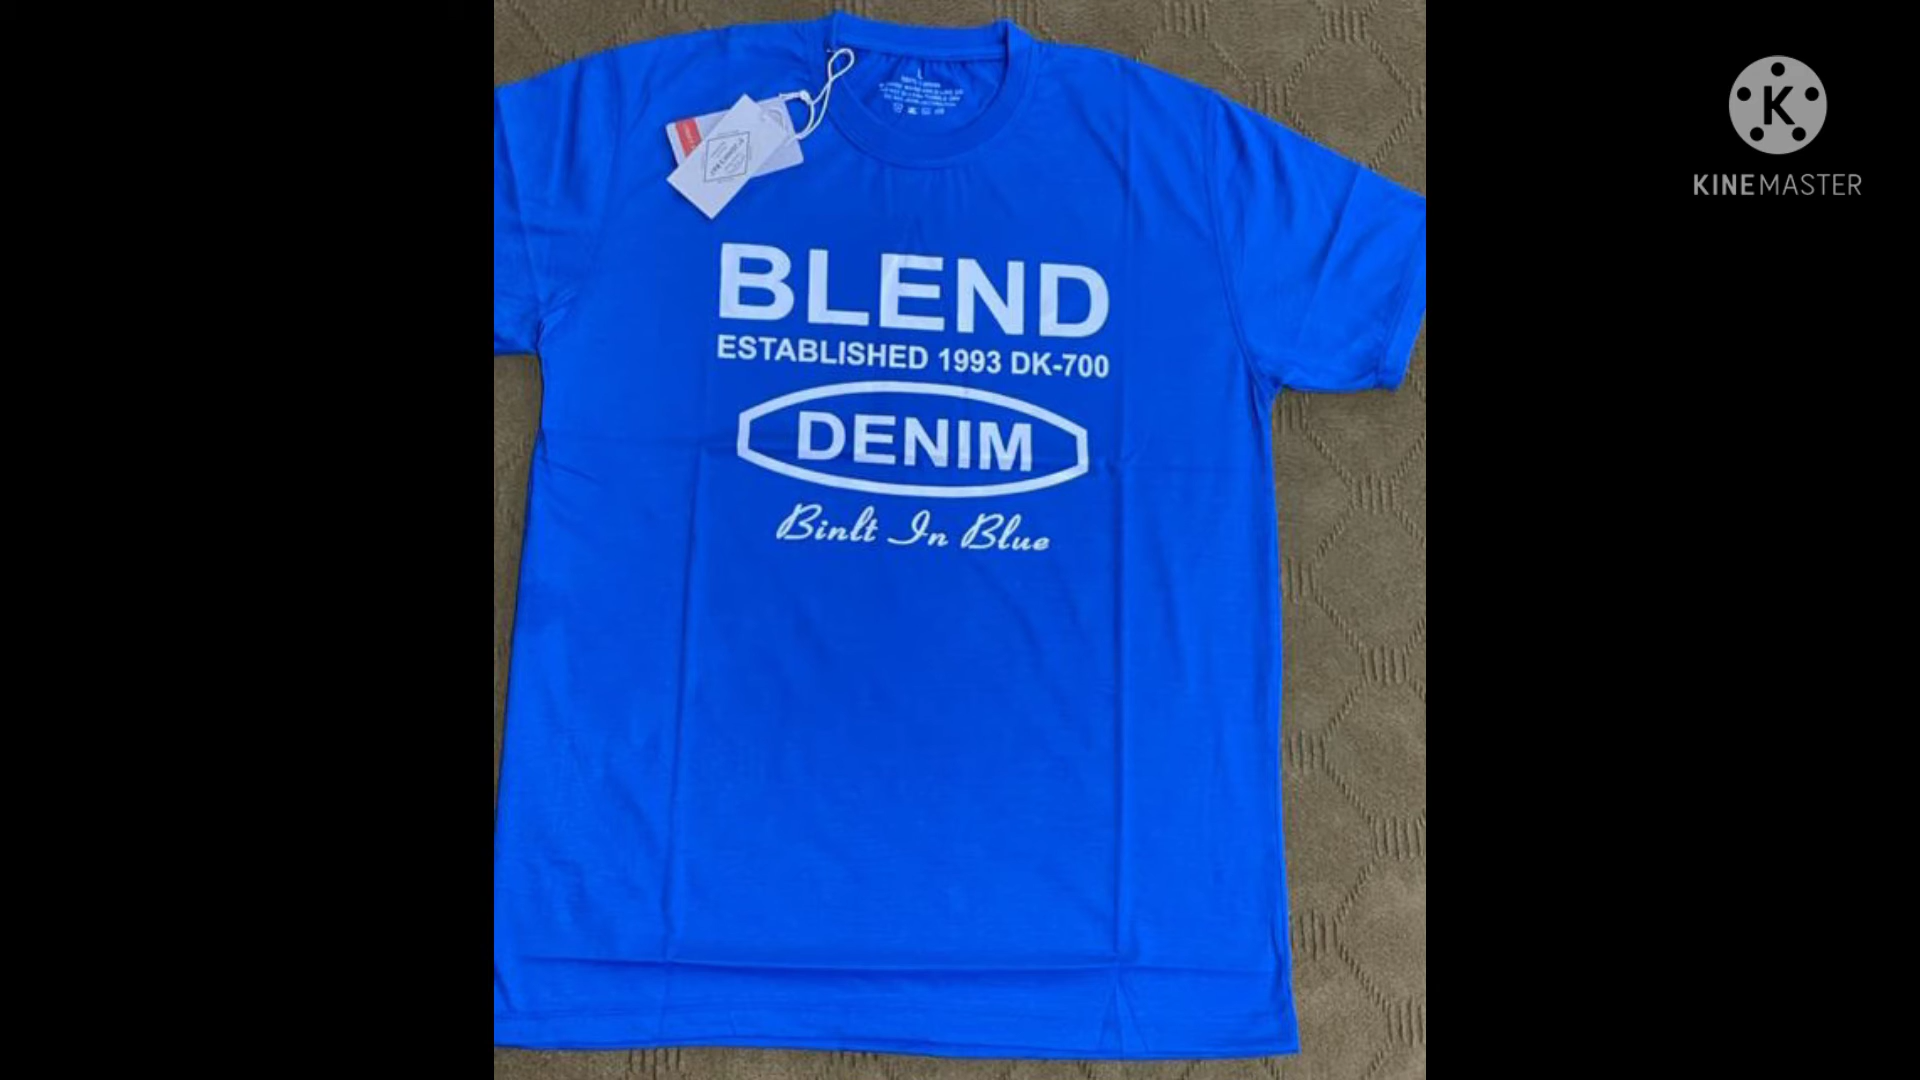 L
BLEND
ESTABLISHED 1993 DK-700
DENIM
Binlt In Blue
K
KINEMASTER